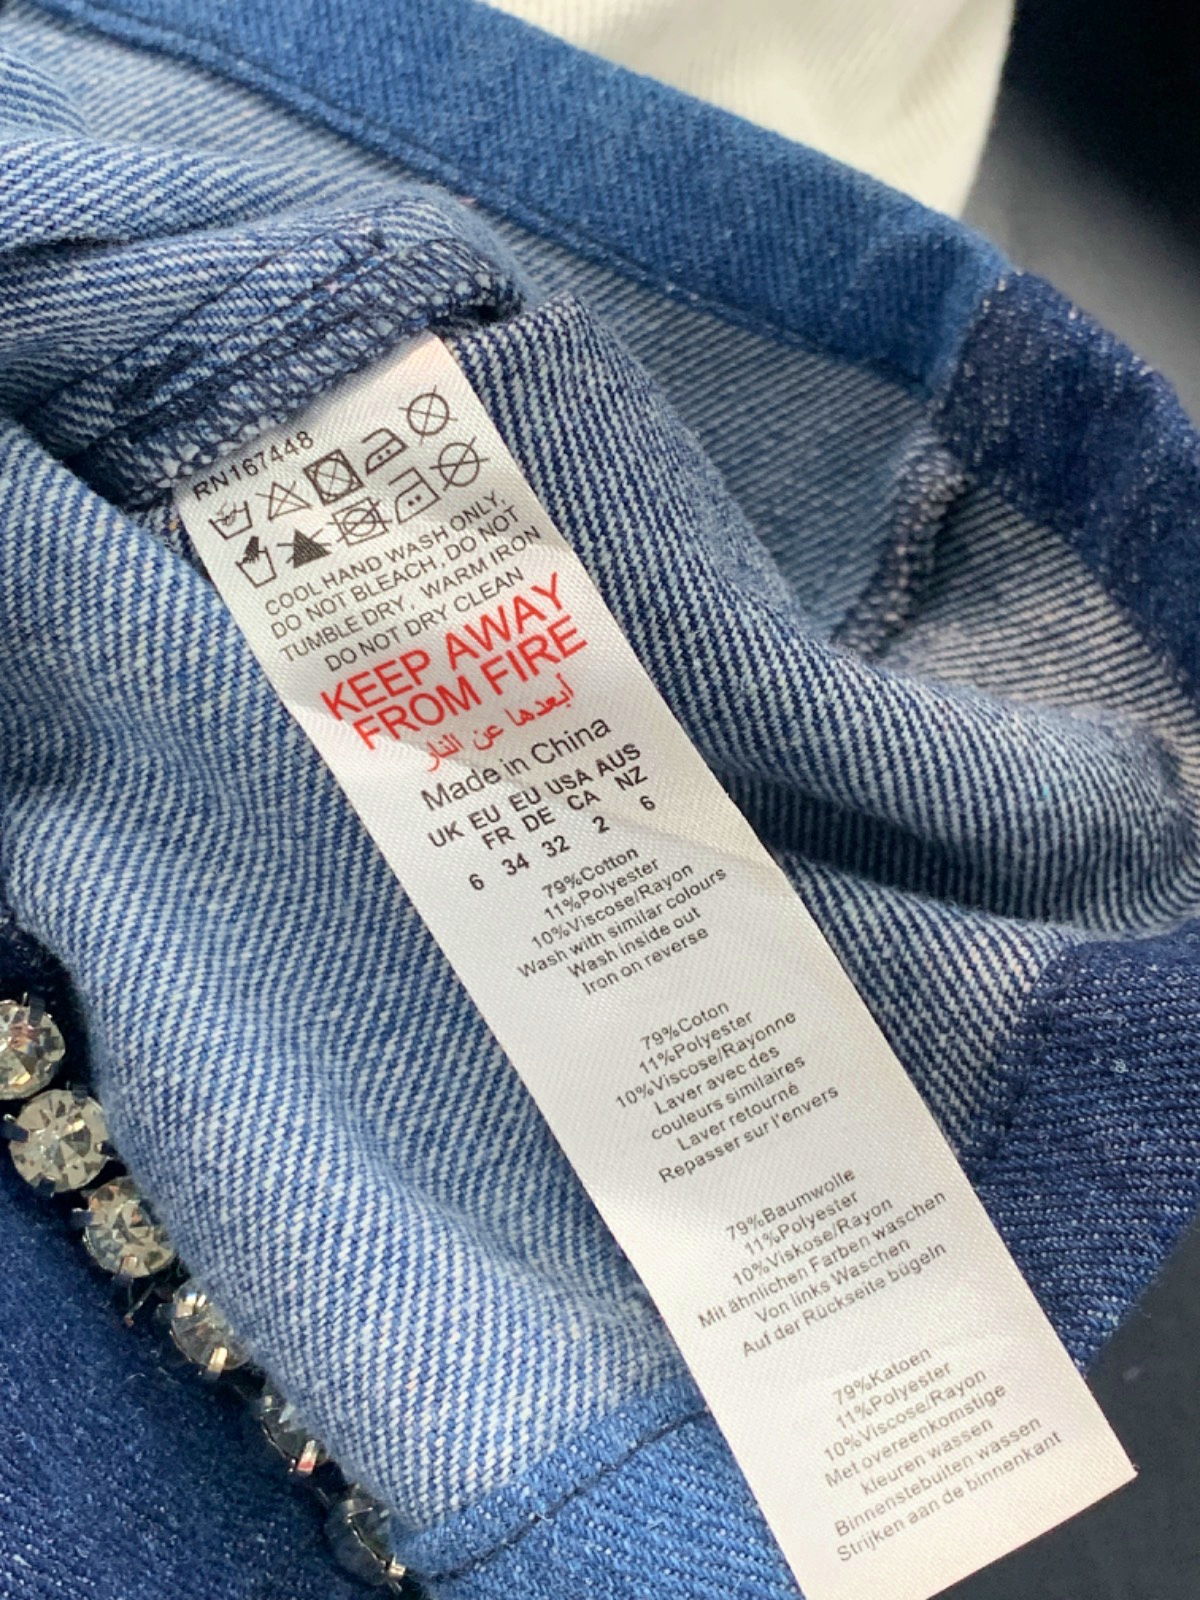 RN167448
COOL HAND WASH ONLY,
DO NOT BLEACH, DO NOT
TUMBLE DRY, WARM IRON
DO NOT DRY CLEAN
KEEP AWAY
FROM FIRE
أبعدها عن النار
Made in China
UK EU EU USA AUS
FR DE CA NZ
6 34 32 2 6
79%Cotton
11%Polyester
10%Viscose/Rayon
Wash with similar colours
Wash inside out
Iron on reverse
79%Coton
11%Polyester
10%Viscose/Rayonne
Laver avec des
couleurs similaires
Laver retourné
Repasser sur l'envers
79%Baumwolle
11%Polyester
10%Viskose/Rayon
Mit ähnlichen Farben waschen
Von links Waschen
Auf der Rückseite bügeln
79%Katoen
11%Polyester
10%Viscose/Rayon
Met overeenkomstige
kleuren wassen
Binnenstebuiten wassen
Strijken aan de binnenkant